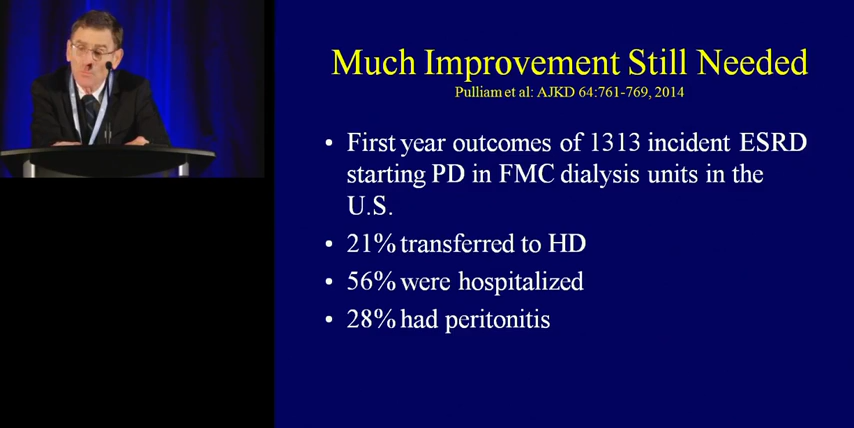 Much Improvement Still Needed
Pulliam et al: AJKD 64:761-769, 2014
• First year outcomes of 1313 incident ESRD
starting PD in FMC dialysis units in the
U.S.
• 21% transferred to HD
• 56% were hospitalized
• 28% had peritonitis